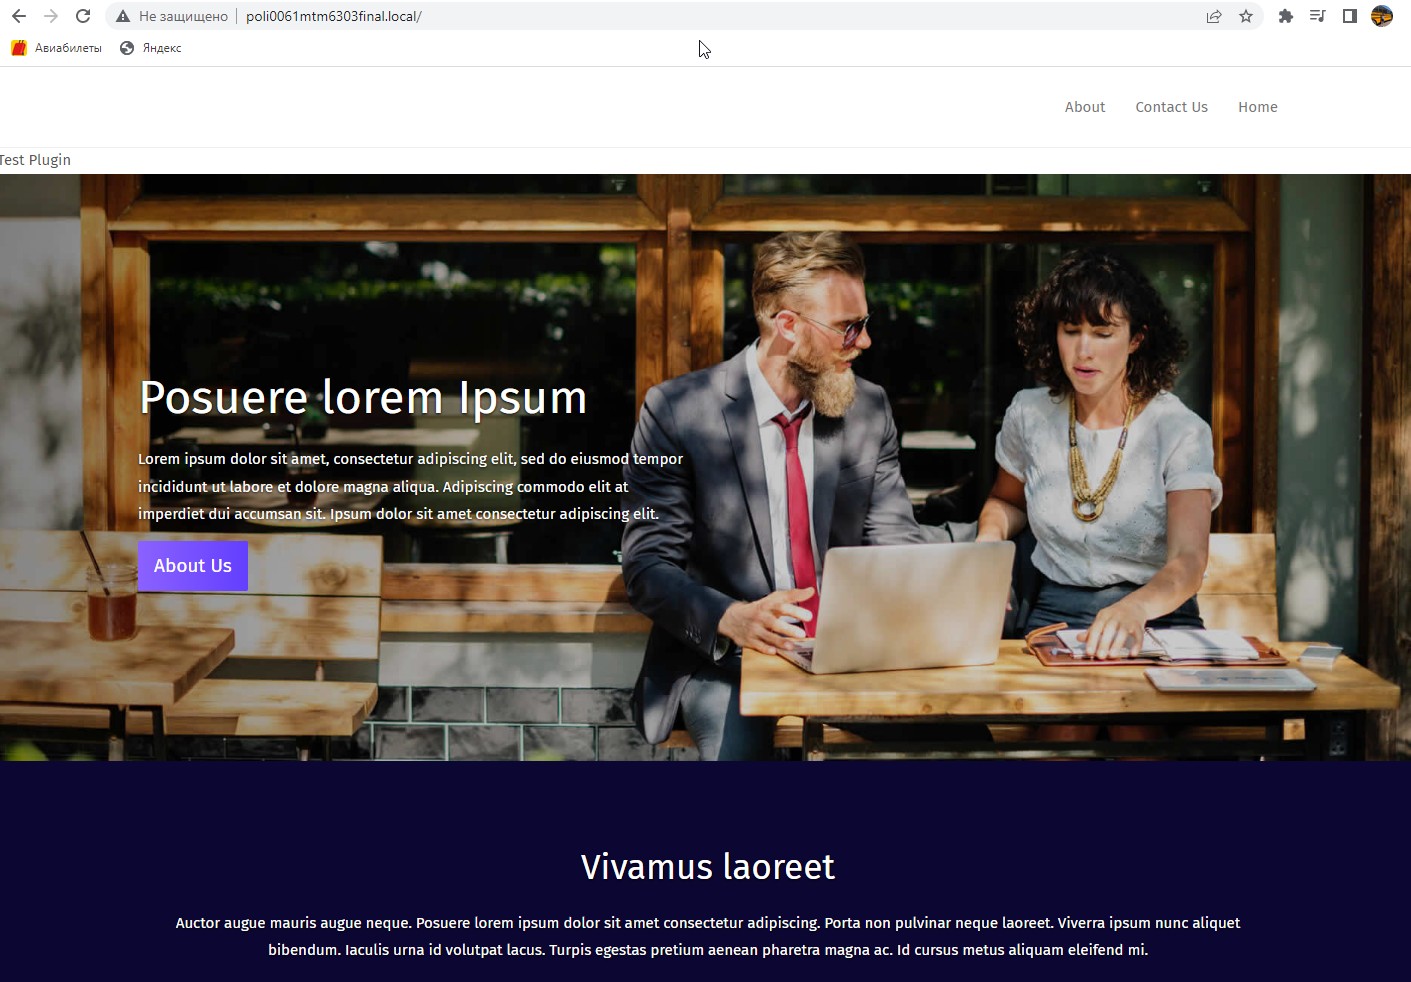 Не защищено
poli0061mtm6303final.local/
Авиабилеты Яндекс
About Contact Us Home
Test Plugin
Posuere lorem Ipsum
Lorem ipsum dolor sit amet, consectetur adipiscing elit, sed do eiusmod tempor
incididunt ut labore et dolore magna aliqua. Adipiscing commodo elit at
imperdiet dui accumsan sit. Ipsum dolor sit amet consectetur adipiscing elit.
About Us
Vivamus laoreet
Auctor augue mauris augue neque. Posuere lorem ipsum dolor sit amet consectetur adipiscing. Porta non pulvinar neque laoreet. Viverra ipsum nunc aliquet
bibendum. Iaculis urna id volutpat lacus. Turpis egestas pretium aenean pharetra magna ac. Id cursus metus aliquam eleifend mi.